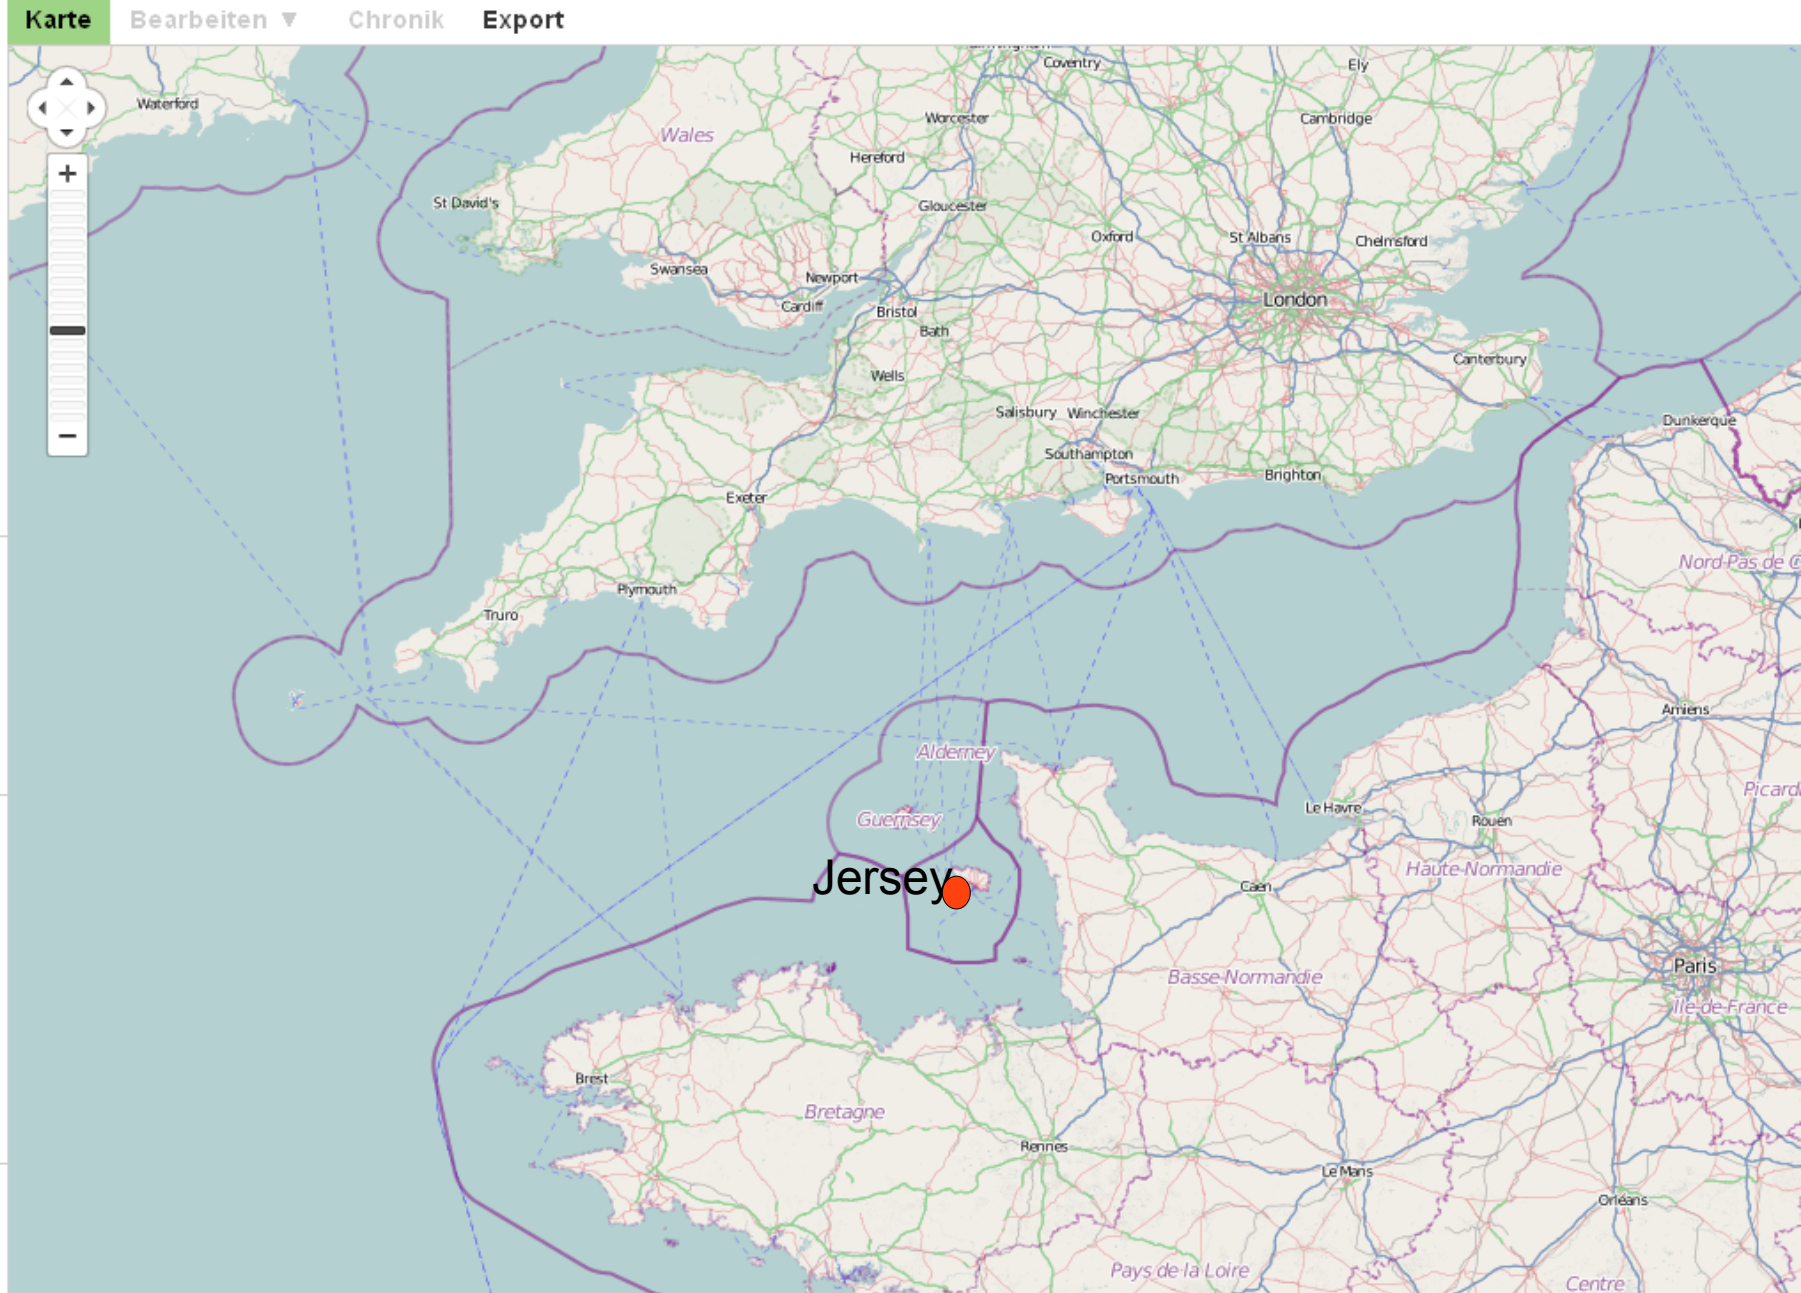 Karte Bearbeiten ▼ Chronik Export
Coventry
Ely
Waterford
Worcester
Cambridge
Wales
Hereford
St David's
Gloucester
Oxford
St Albans
Chelmsford
Swansea
Newport
Cardiff
London
Bristol
Bath
Canterbury
Wells
Salisbury
Winchester
Dunkerque
Southampton
Portsmouth
Brighton
Exeter
Nord-Pas de C
Plymouth
Truro
Amiens
Alderney
Picard
Le Havre
Guernsey
Rouen
Haute-Normandie
Jersey
Caen
Paris
Basse-Normandie
Île-de-France
Brest
Bretagne
Rennes
Le Mans
Orléans
Pays de la Loire
Centre
+
−